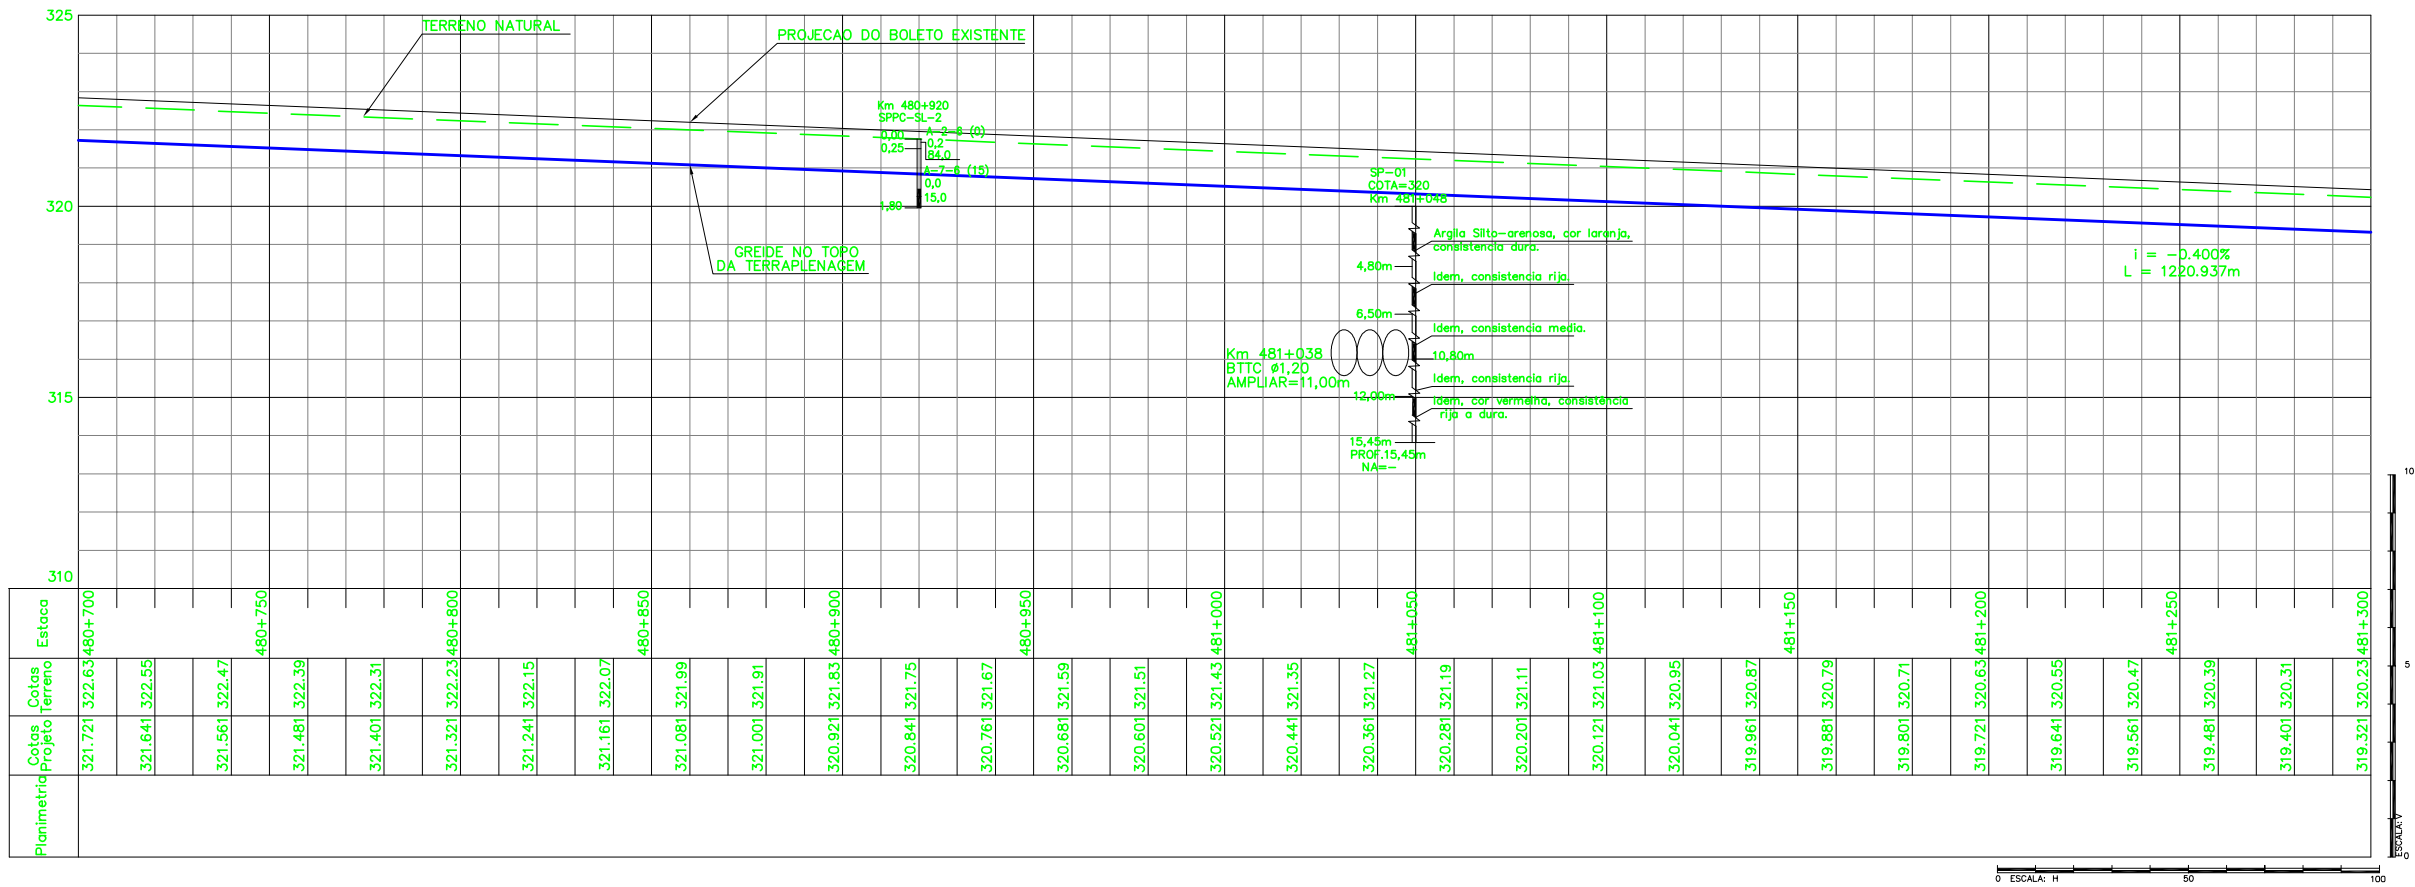 325
TERRENO NATURAL
PROJECAO DO BOLETO EXISTENTE
Km 480+920
SPPC-SL-2
0,00
A-2-6 (0)
0,25
0,2
84,0
A-7-6 (15)
0,0
15,0
1,80
320
SP-01
COTA=320
Km 481+048
GREIDE NO TOPO
DA TERRAPLENAGEM
Argila Silto-arenosa, cor laranja,
consistencia dura.
4,80m
Idem, consistencia rija.
6,50m
Idem, consistencia media.
10,80m
Km 481+038
BTTC ø1,20
AMPLIAR=11,00m
Idem, consistencia rija.
12,00m
Idem, cor vermelha, consistência
rija a dura.
15,45m
PROF.15,45m
NA=-
i = -0.400%
L = 1220.937m
315
310
Estaca
480+700 480+750 480+800 480+850 480+900 480+950 481+000 481+050 481+100 481+150 481+200 481+250 481+300
Cotas
Terreno
322.63 322.55 322.47 322.39 322.31 322.23 322.15 322.07 321.99 321.91 321.83 321.75 321.67 321.59 321.51 321.43 321.35 321.27 321.19 321.11 321.03 320.95 320.87 320.79 320.71 320.63 320.55 320.47 320.39 320.31 320.23
Cotas
Projeto
321.721 321.641 321.561 321.481 321.401 321.321 321.241 321.161 321.081 321.001 320.921 320.841 320.761 320.681 320.601 320.521 320.441 320.361 320.281 320.201 320.121 320.041 319.961 319.881 319.801 319.721 319.641 319.561 319.481 319.401 319.321
Planimetria
10
5
0
ESCALA: V
0 ESCALA: H 50 100